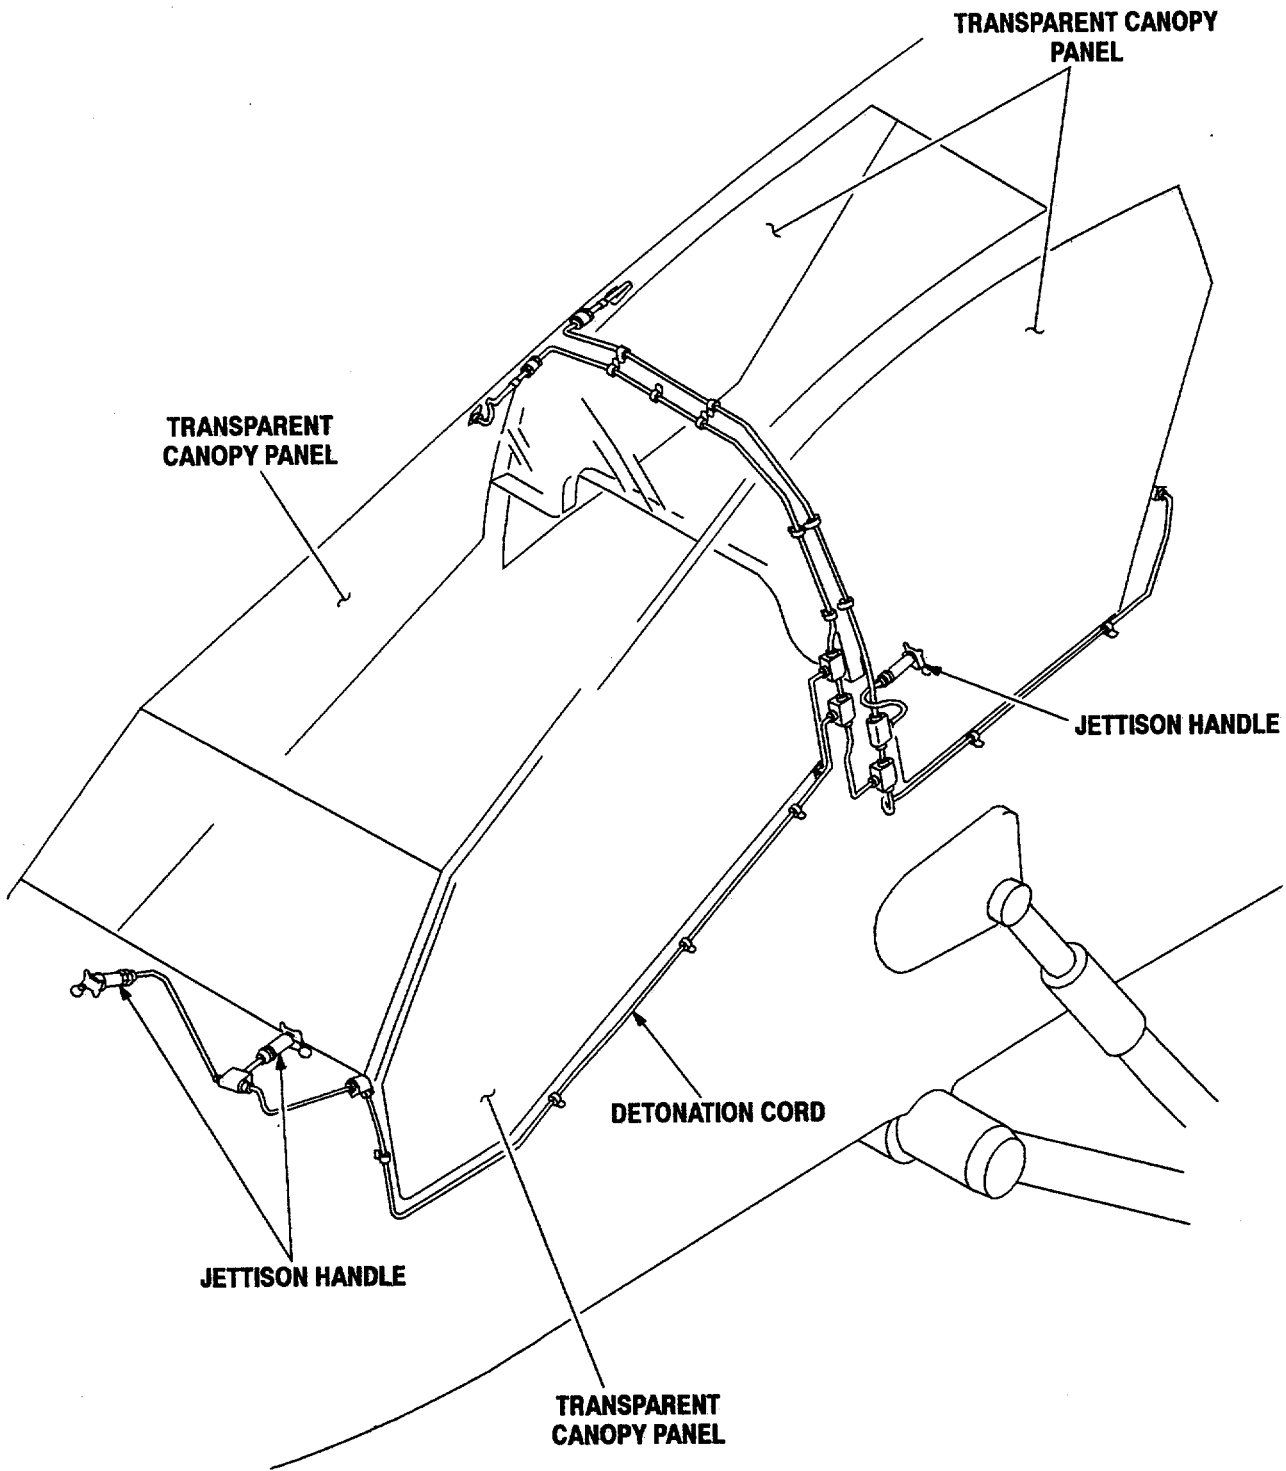 TRANSPARENT CANOPY
PANEL
TRANSPARENT
CANOPY PANEL
JETTISON HANDLE
DETONATION CORD
JETTISON HANDLE
TRANSPARENT
CANOPY PANEL